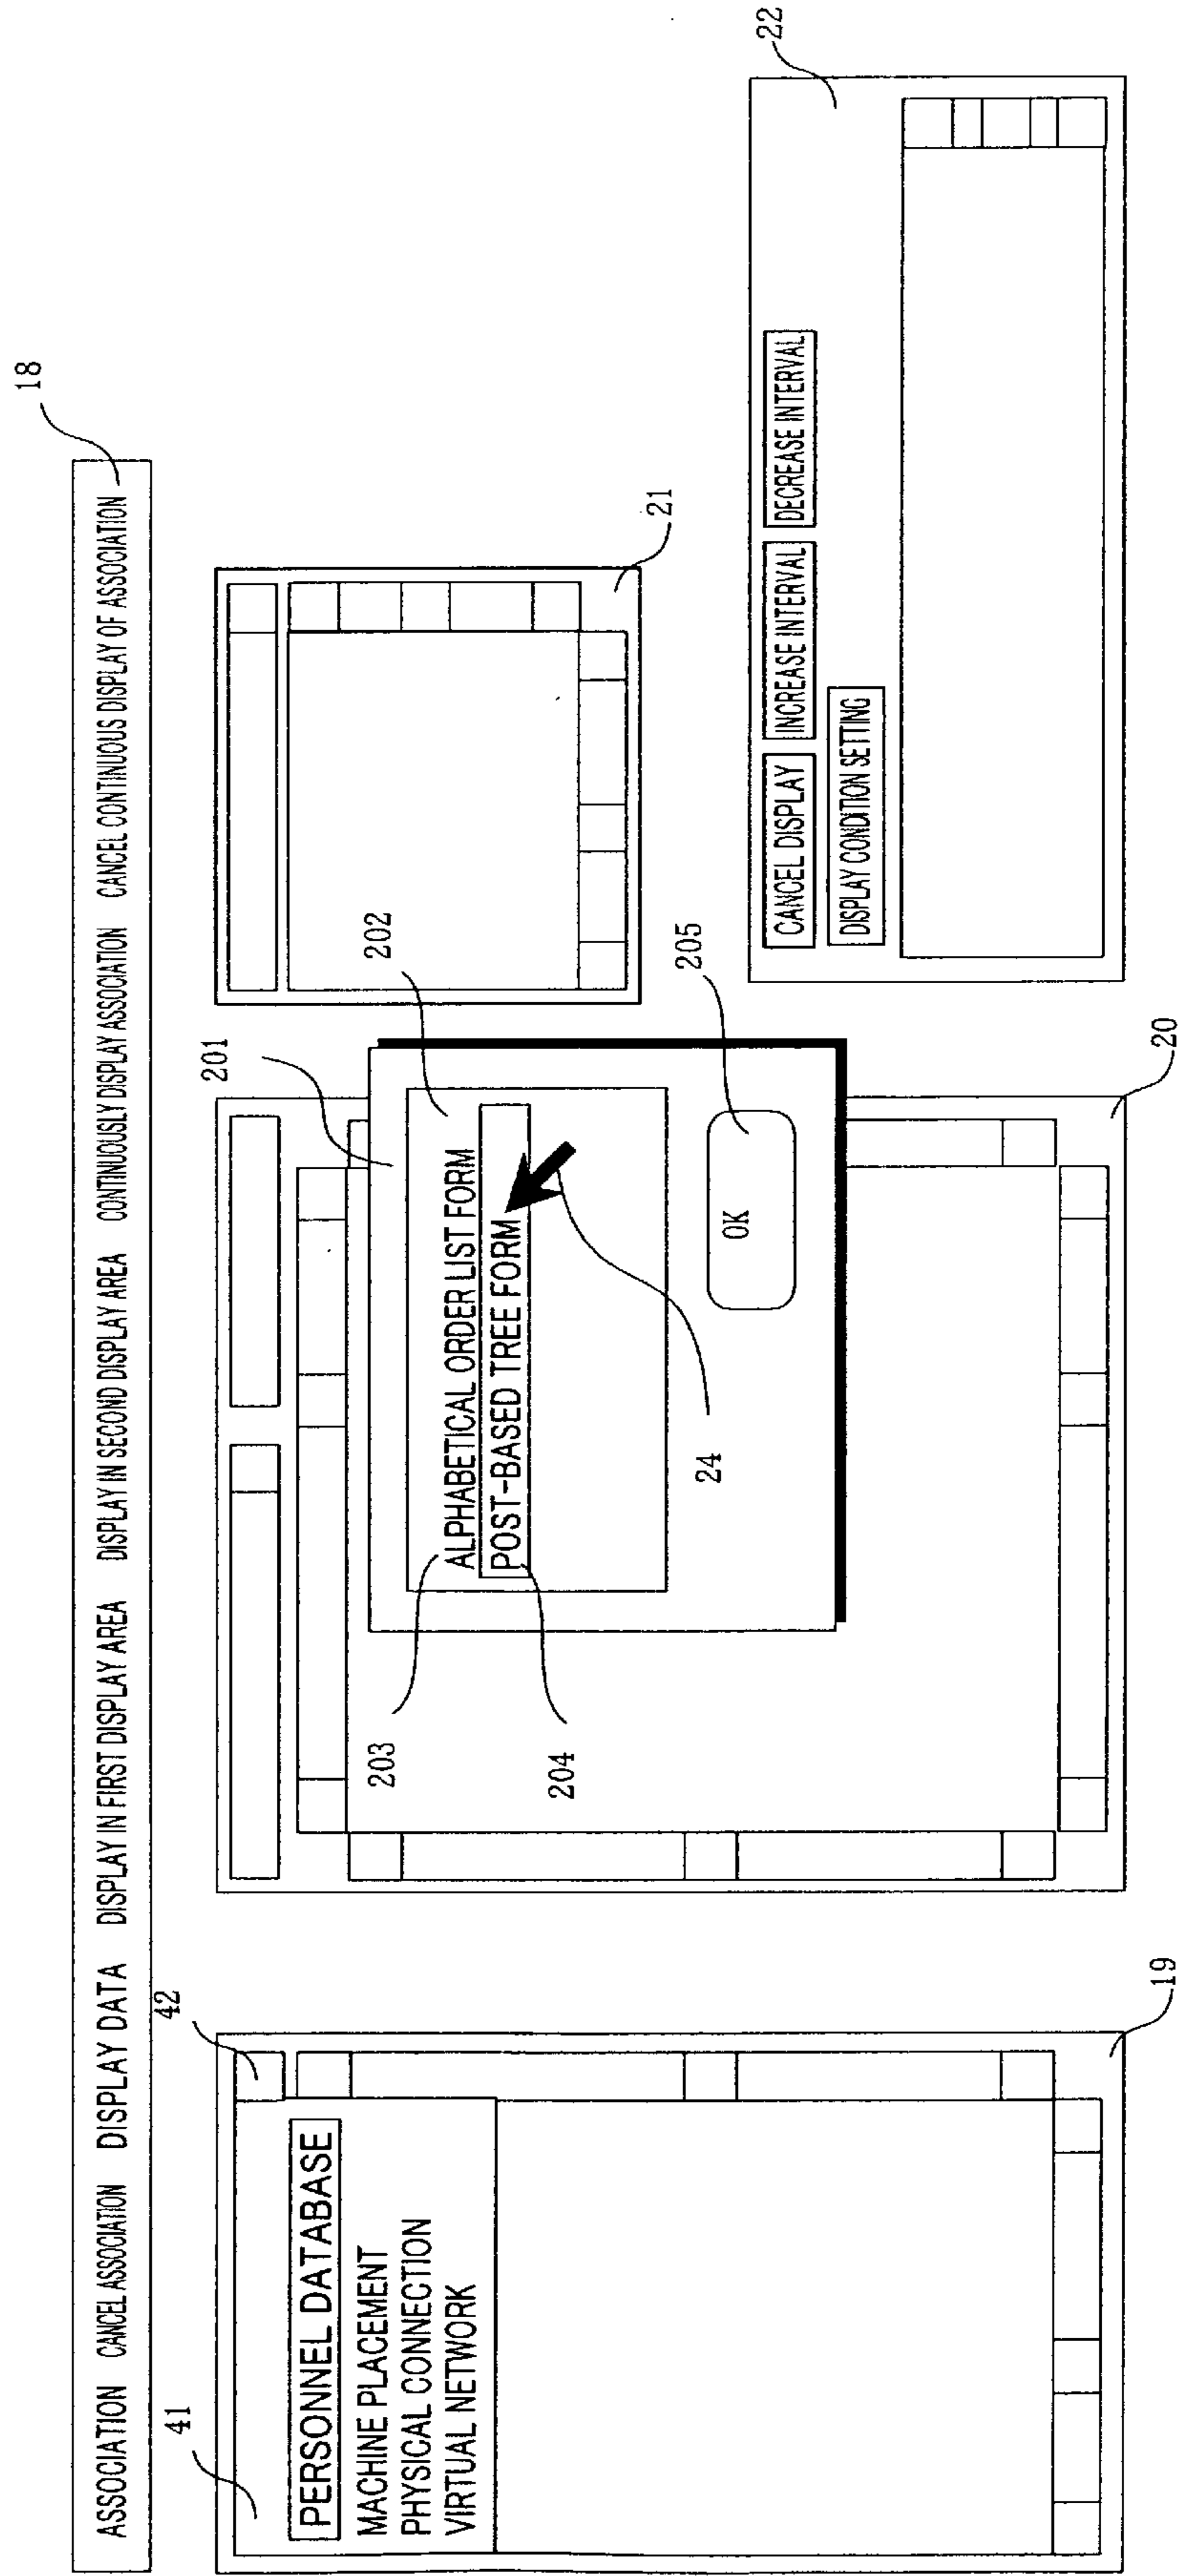 18
ASSOCIATION CANCEL ASSOCIATION DISPLAY DATA DISPLAY IN FIRST DISPLAY AREA DISPLAY IN SECOND DISPLAY AREA CONTINUOUSLY DISPLAY ASSOCIATION CANCEL CONTINUOUS DISPLAY OF ASSOCIATION
41
42
PERSONNEL DATABASE
MACHINE PLACEMENT
PHYSICAL CONNECTION
VIRTUAL NETWORK
19
201
202
203
ALPHABETICAL ORDER LIST FORM
POST-BASED TREE FORM
204
24
OK
205
20
21
22
CANCEL DISPLAY INCREASE INTERVAL DECREASE INTERVAL
DISPLAY CONDITION SETTING